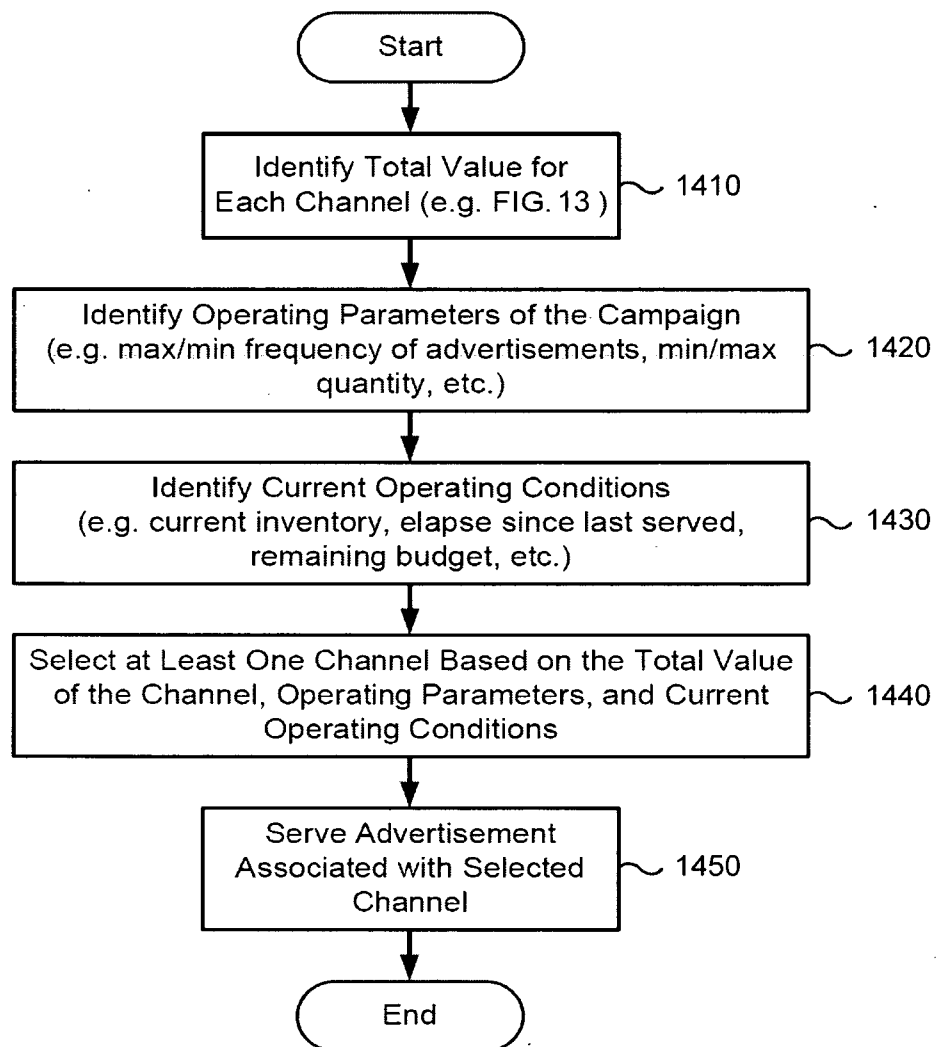 Start
Identify Total Value for
Each Channel (e.g. FIG. 13 )
1410
Identify Operating Parameters of the Campaign
(e.g. max/min frequency of advertisements, min/max
quantity, etc.)
1420
Identify Current Operating Conditions
(e.g. current inventory, elapse since last served,
remaining budget, etc.)
1430
Select at Least One Channel Based on the Total Value
of the Channel, Operating Parameters, and Current
Operating Conditions
1440
Serve Advertisement
Associated with Selected
Channel
1450
End